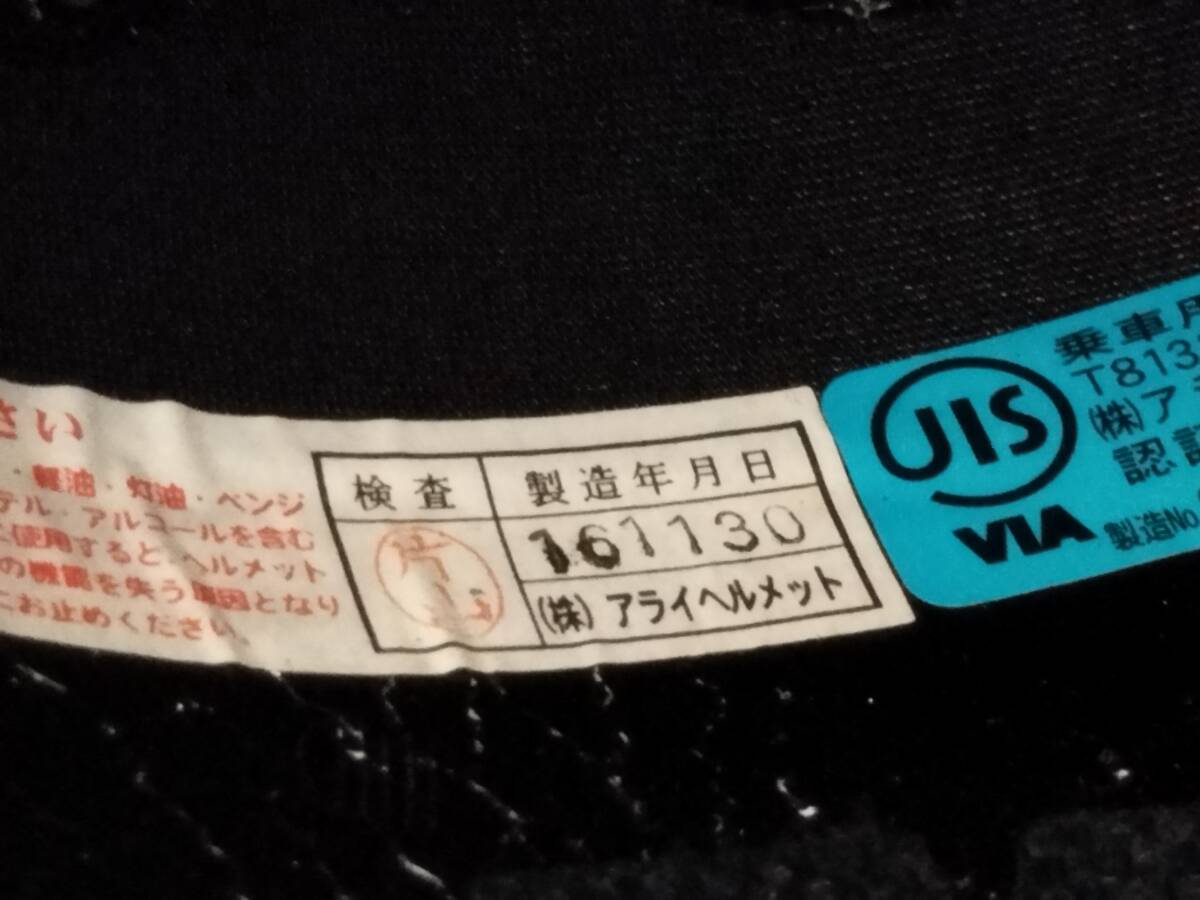 さい
・軽油・灯油・ベンジ
テル・アルコールを含む
使用するとヘルメット
の機能を失う原因となり
にお止めください。
検査
製造年月日
161130
(株)アライヘルメット
JIS
VIA
乗車用
T813
(株)アラ
認証
製造No.